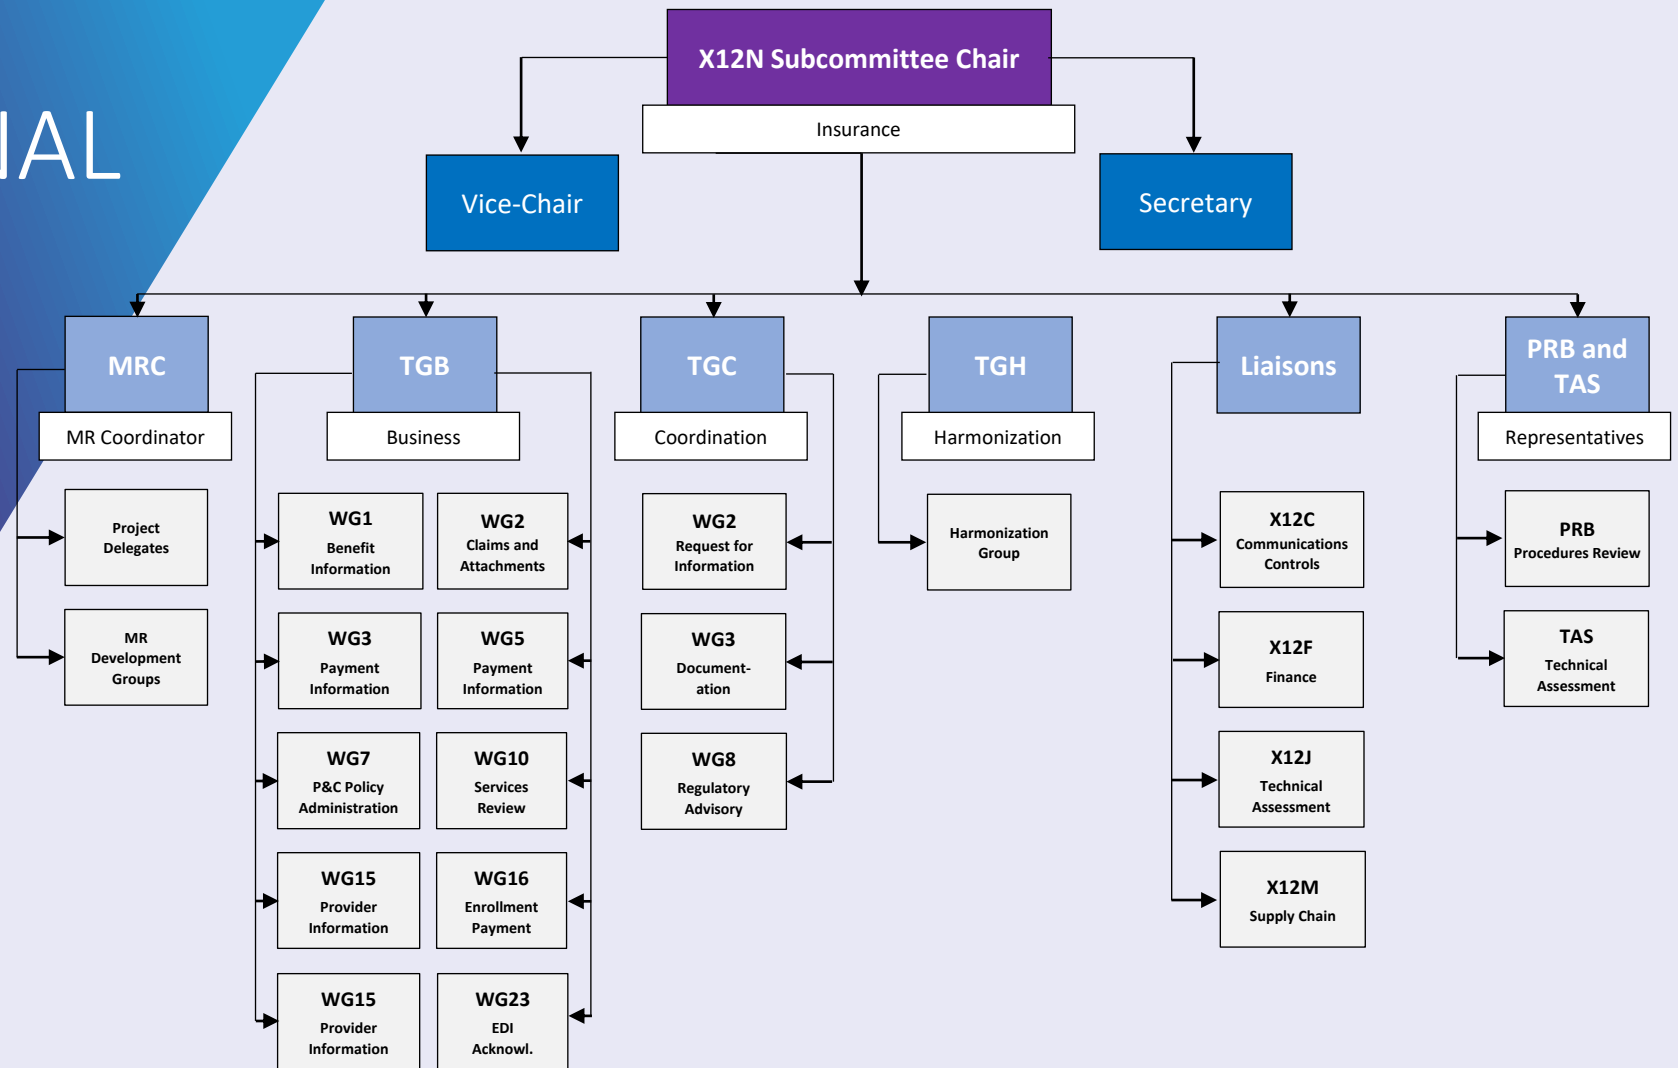 NAL
X12N Subcommittee Chair
Insurance
Vice-Chair
Secretary
MRC
MR Coordinator
Project
Delegates
MR
Development
Groups
TGB
Business
WG1
Benefit
Information
WG2
Claims and
Attachments
WG3
Payment
Information
WG5
Payment
Information
WG7
P&C Policy
Administration
WG10
Services
Review
WG15
Provider
Information
WG16
Enrollment
Payment
WG15
Provider
Information
WG23
EDI
Acknowl.
TGC
Coordination
WG2
Request for
Information
WG3
Document-
ation
WG8
Regulatory
Advisory
TGH
Harmonization
Harmonization
Group
Liaisons
X12C
Communications
Controls
X12F
Finance
X12J
Technical
Assessment
X12M
Supply Chain
PRB and
TAS
Representatives
PRB
Procedures Review
TAS
Technical
Assessment